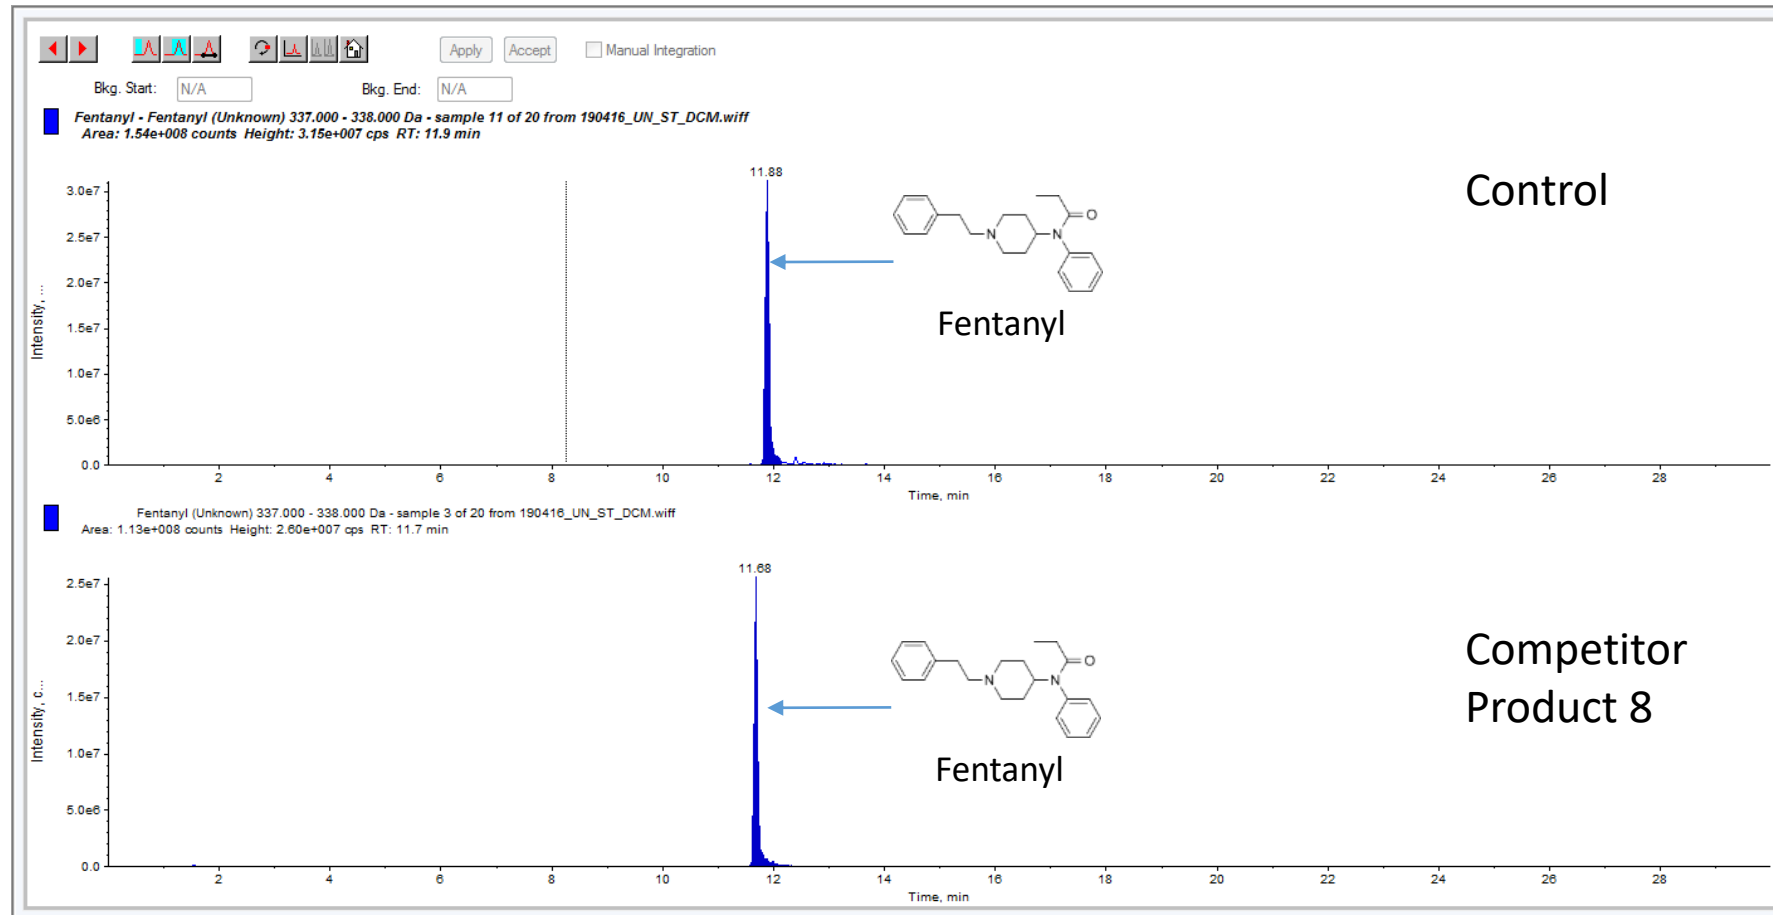 Apply Accept Manual Integration
Bkg. Start: N/A Bkg. End: N/A
Fentanyl - Fentanyl (Unknown) 337.000 - 338.000 Da - sample 11 of 20 from 190416_UN_ST_DCM.wiff
Area: 1.54e+008 counts Height: 3.15e+007 cps RT: 11.9 min
Control
11.88
3.0e7
2.5e7
2.0e7
1.5e7
1.0e7
5.0e6
0.0
Intensity, ...
N
N
O
Fentanyl
2 4 6 8 10 12 14 16 18 20 22 24 26 28
Time, min
Fentanyl (Unknown) 337.000 - 338.000 Da - sample 3 of 20 from 190416_UN_ST_DCM.wiff
Area: 1.13e+008 counts Height: 2.60e+007 cps RT: 11.7 min
11.68
2.5e7
2.0e7
1.5e7
1.0e7
5.0e6
0.0
Intensity, c...
N
N
O
Fentanyl
Competitor
Product 8
2 4 6 8 10 12 14 16 18 20 22 24 26 28
Time, min